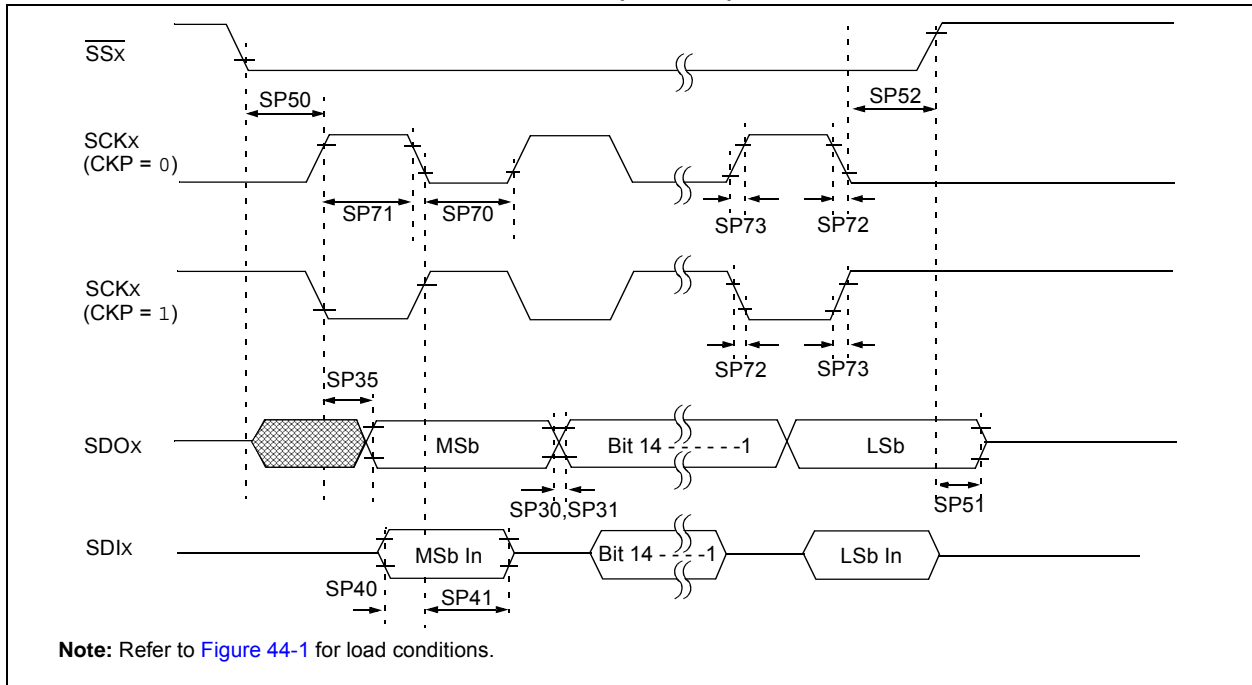 SSX
SP50
SP52
SCKX
(CKP = 0)
SP71
SP70
SP73
SP72
SCKX
(CKP = 1)
SP72
SP73
SP35
SDOX
MSb
Bit 14 - - - - - -1
LSb
SP30,SP31
SP51
SDIX
MSb In
Bit 14 - - - -1
LSb In
SP40
SP41
Note: Refer to Figure 44-1 for load conditions.